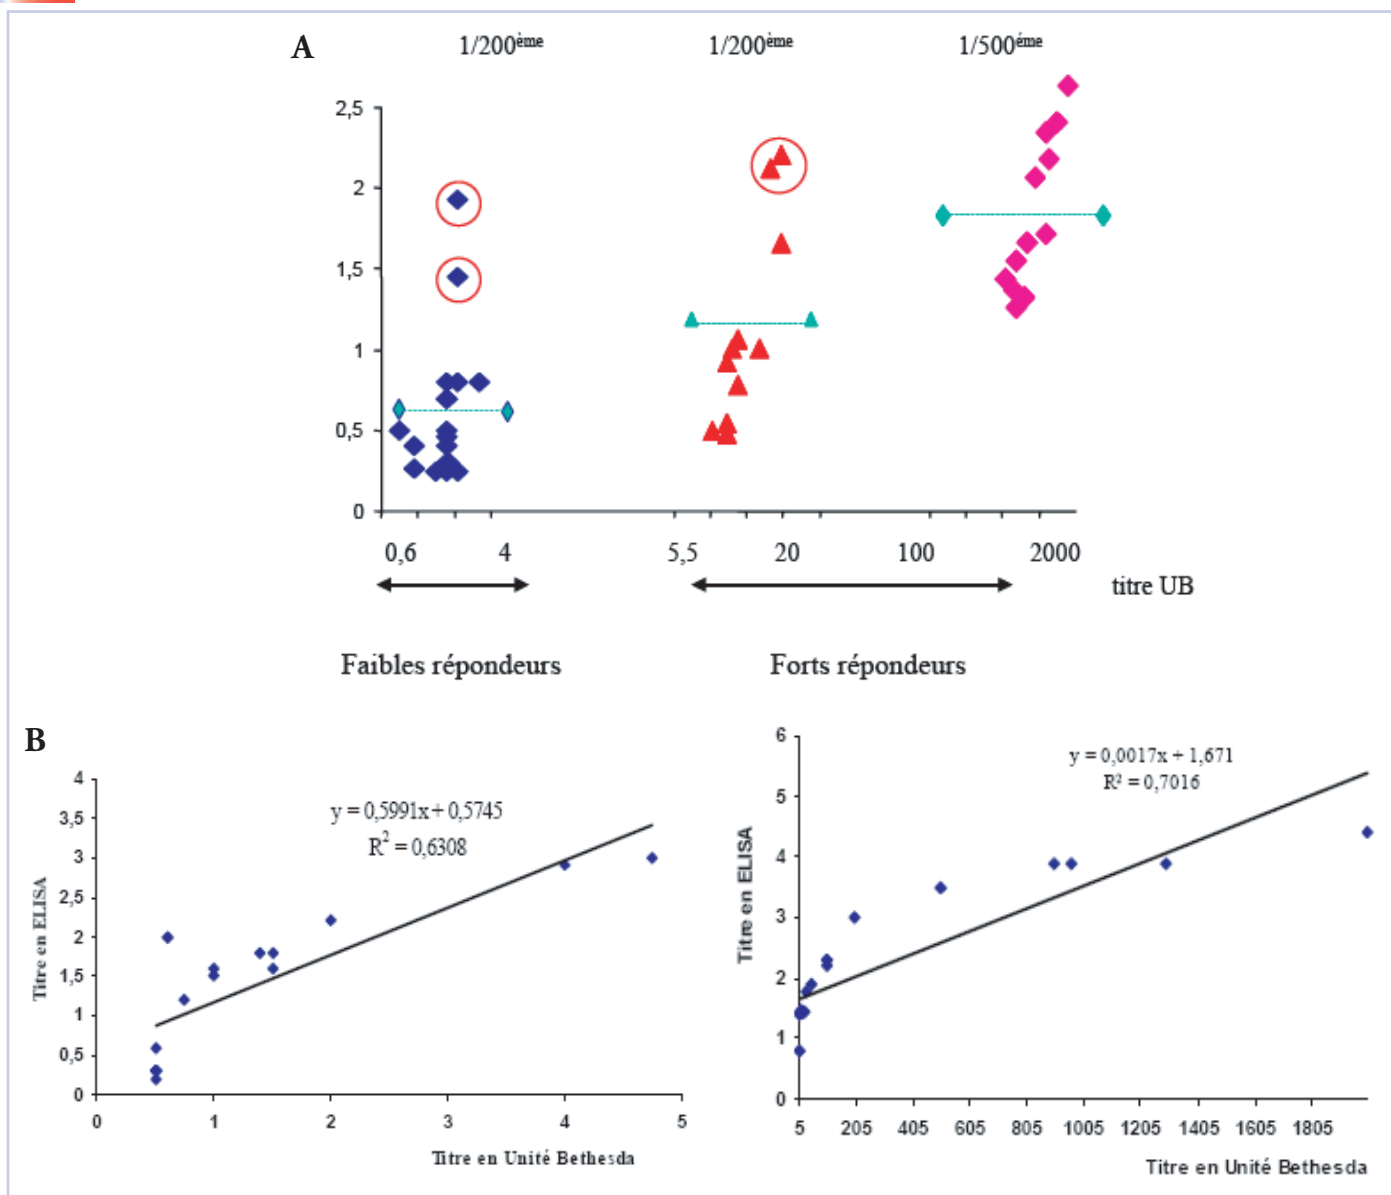 A
1/200ème 1/200ème 1/500ème
2,5
2
1,5
1
0,5
0
0,6 4 5,5 20 100 2000
titre UB
Faibles répondeurs Forts répondeurs
B
4
3,5
3
2,5
2
1,5
1
0,5
0
Titre en ELISA
y = 0,5991x + 0,5745
R² = 0,6308
0 1 2 3 4 5
Titre en Unité Bethesda
6
5
4
3
2
1
0
Titre en ELISA
y = 0,0017x + 1,671
R² = 0,7016
5 205 405 605 805 1005 1205 1405 1605 1805
Titre en Unité Bethesda